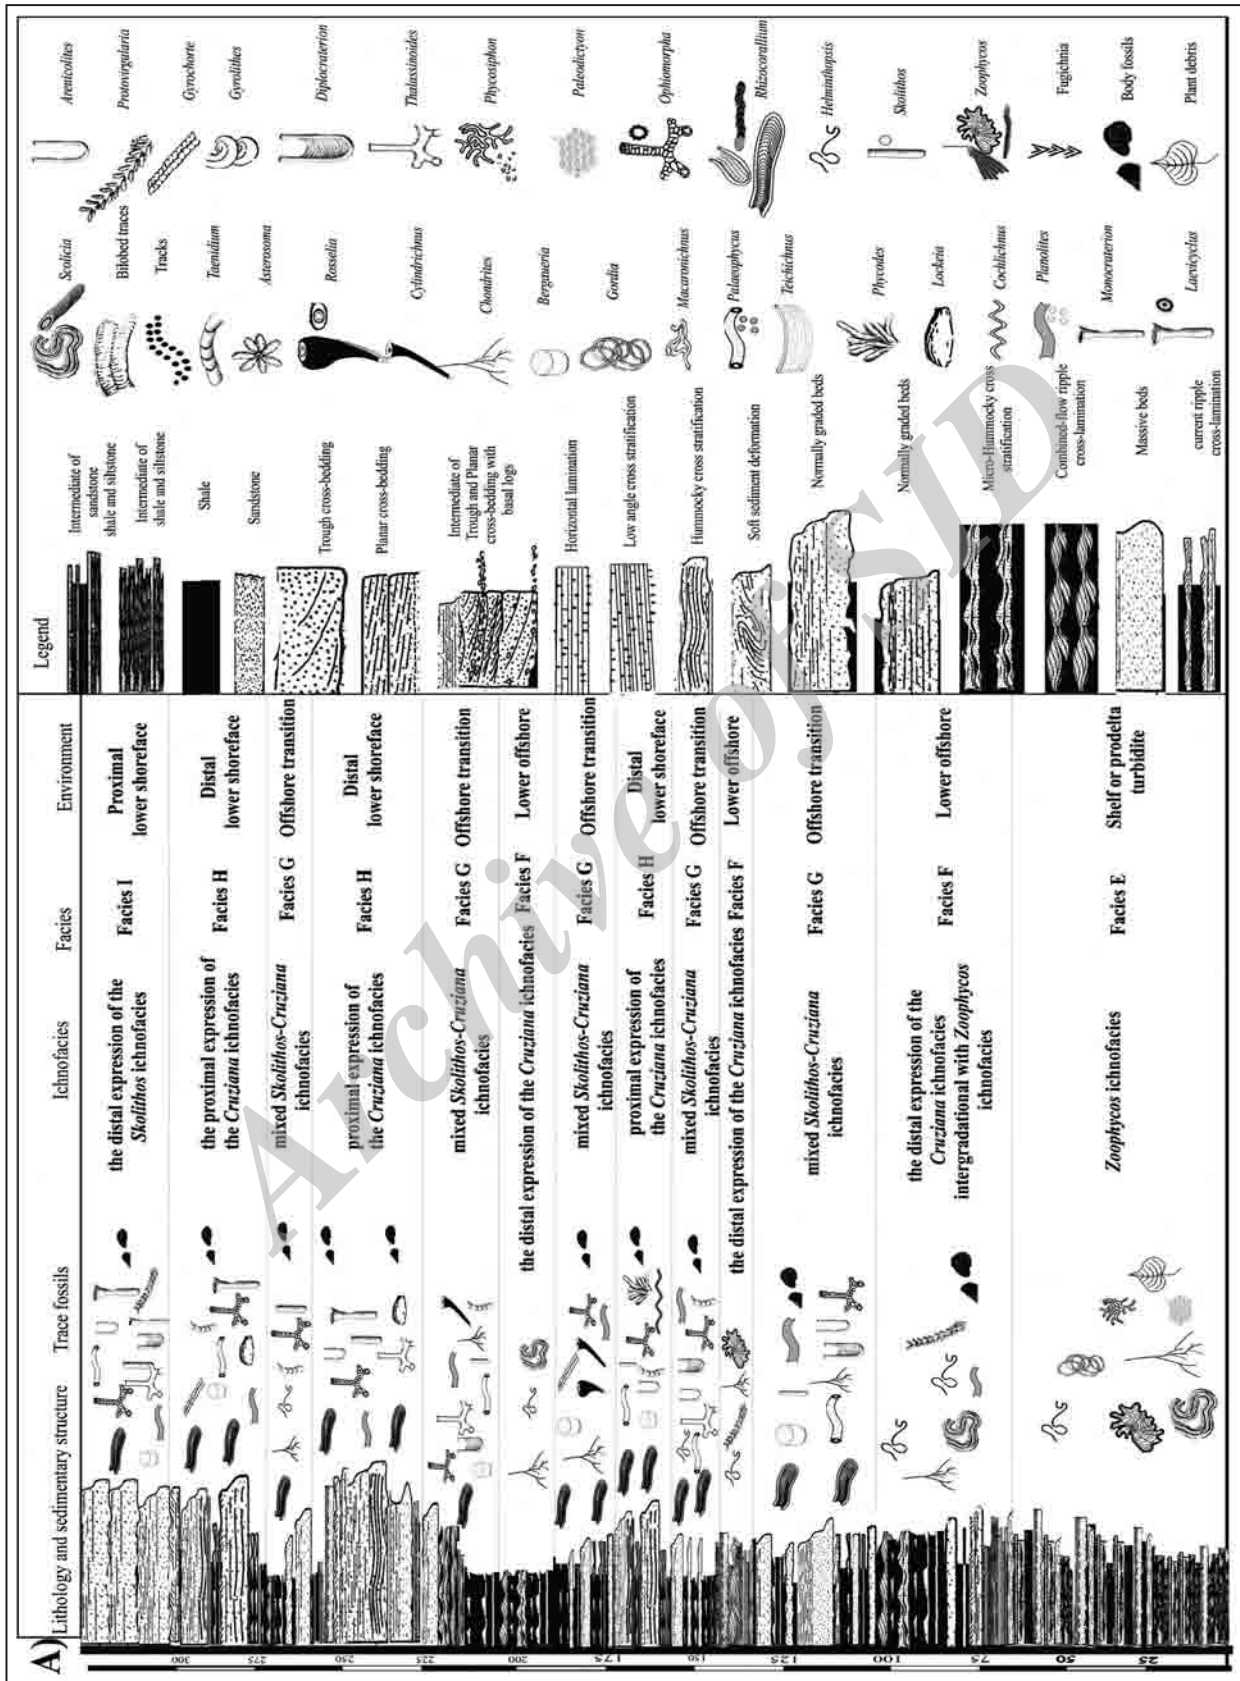 A)
Lithology and sedimentary structure
Trace fossils
Ichnofacies
Facies
Environment
Legend
the distal expression of the
Skolithos ichnofacies
Facies I
Proximal
lower shoreface
the proximal expression of
the Cruziana ichnofacies
Facies H
Distal
lower shoreface
mixed Skolithos-Cruziana
ichnofacies
Facies G
Offshore transition
proximal expression of
the Cruziana ichnofacies
Facies H
Distal
lower shoreface
mixed Skolithos-Cruziana
ichnofacies
Facies G
Offshore transition
the distal expression of the Cruziana ichnofacies
Facies F
Lower offshore
mixed Skolithos-Cruziana
ichnofacies
Facies G
Offshore transition
proximal expression of
the Cruziana ichnofacies
Facies H
Distal
lower shoreface
mixed Skolithos-Cruziana
ichnofacies
Facies G
Offshore transition
the distal expression of the Cruziana ichnofacies
Facies F
Lower offshore
mixed Skolithos-Cruziana
ichnofacies
Facies G
Offshore transition
the distal expression of the
Cruziana ichnofacies
intergradational with Zoophycos
ichnofacies
Facies F
Lower offshore
Zoophycos ichnofacies
Facies E
Shelf or prodelta
turbidite
300
275
250
225
200
175
150
125
100
75
50
25
Intermediate of
sandstone
shale and siltstone
Intermediate of
shale and siltstone
Shale
Sandstone
Trough cross-bedding
Planar cross-bedding
Intermediate of
Trough and Planar
cross-bedding with
basal logs
Horizontal lamination
Low angle cross stratification
Hummocky cross stratification
Soft sediment deformation
Normally graded beds
Normally graded beds
Micro-Hummocky cross
stratification
Combined-flow ripple
cross-lamination
Massive beds
current ripple
cross-lamination
Scolicia
Bilobed traces
Tracks
Taenidium
Asterosoma
Rosselia
Cylindrichnus
Chondrites
Bergaueria
Gordia
Macaronichnus
Palaeophycus
Teichichnus
Phycodes
Lockeia
Cochlichnus
Planolites
Monocraterion
Laevicyclus
Arenicolites
Protovirgularia
Gyrochorte
Gyrolithes
Diplocraterion
Thalassinoides
Phycosiphon
Paleodictyon
Ophiomorpha
Rhizocorallium
Helminthopsis
Skolithos
Zoophycos
Fugichnia
Body fossils
Plant debris
Archive of SID